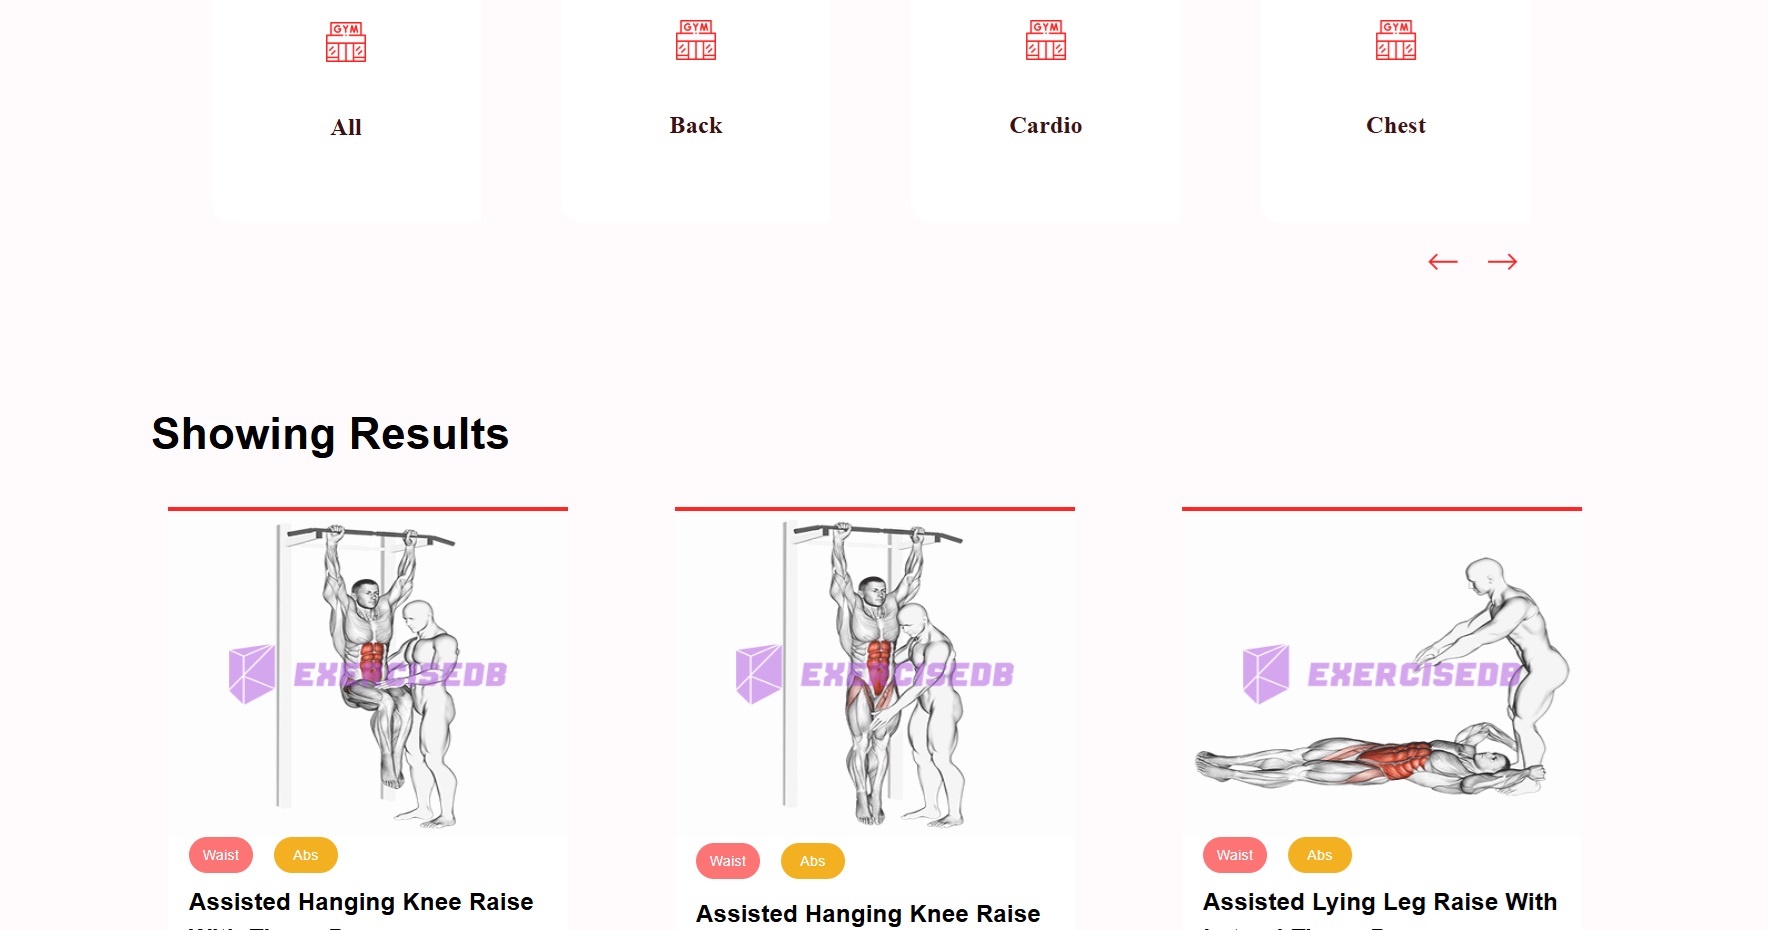 GYM GYM GYM GYM
All Back Cardio Chest
Showing Results
EXERCISEDB EXERCISEDB EXERCISEDB
Waist Abs Waist Abs Waist Abs
Assisted Hanging Knee Raise Assisted Hanging Knee Raise Assisted Lying Leg Raise With